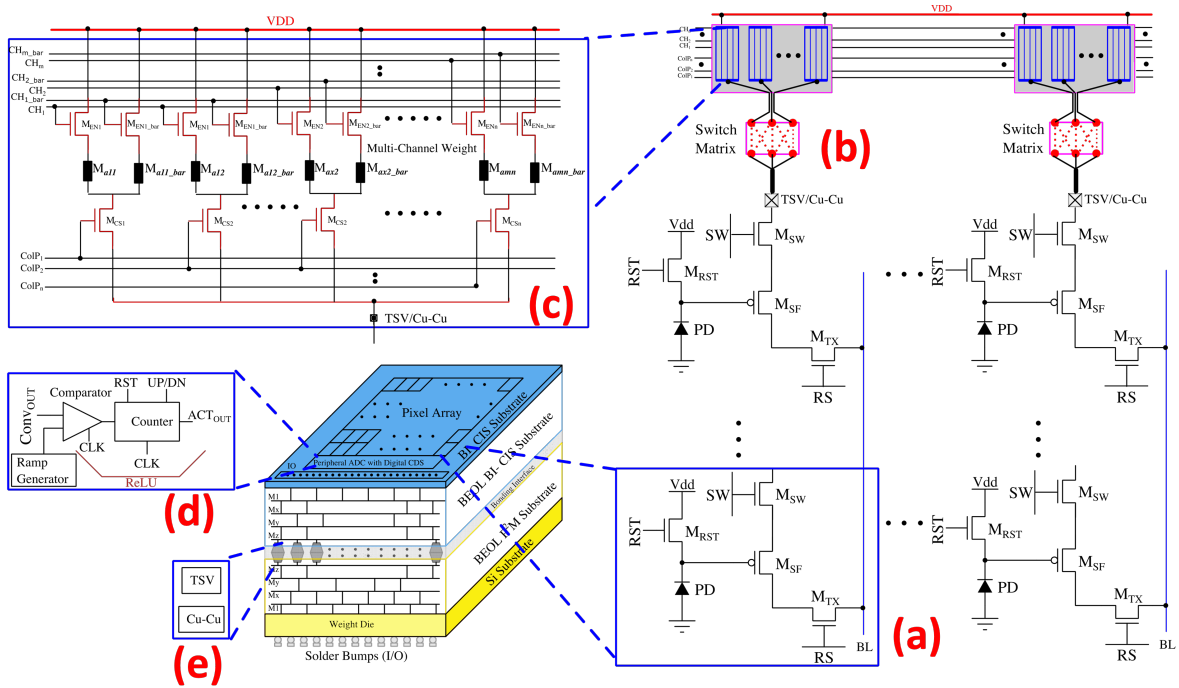 VDD
CHm_bar
CHm
CH2_bar
CH2
CH1_bar
CH1
MEN1 MEN1_bar MEN1 MEN1_bar MEN2 MEN2_bar MENn MENn_bar
Multi-Channel Weight
Ma11 Ma11_bar Ma12 Ma12_bar Max2 Max2_bar Mamn Mamn_bar
MCS1 MCS2 MCS2 MCSn
ColP1
ColP2
ColPn
TSV/Cu-Cu
(c)
VDD
CH2
CH1
ColP2
ColP1
Switch Matrix
Switch Matrix
(b)
TSV/Cu-Cu
TSV/Cu-Cu
Vdd SW MSW
RST MRST
MSF
PD
MTX
RS
Vdd SW MSW
RST MRST
MSF
PD
MTX
RS
ConvOUT
Comparator
RST UP/DN
Counter
ACTOUT
CLK
CLK
Ramp Generator
ReLU
(d)
Pixel Array
Peripheral ADC with Digital CDS
IO
BI-CIS Substrate
BEOL BI- CIS Substrate
Bonding Interface
BEOL IFM Substrate
Si Substrate
M1
Mx
My
Mz
Mz
My
Mx
M1
Weight Die
Solder Bumps (I/O)
TSV
Cu-Cu
(e)
Vdd SW MSW
RST MRST
MSF
PD
MTX
RS BL
(a)
Vdd SW MSW
RST MRST
MSF
PD
MTX
RS BL